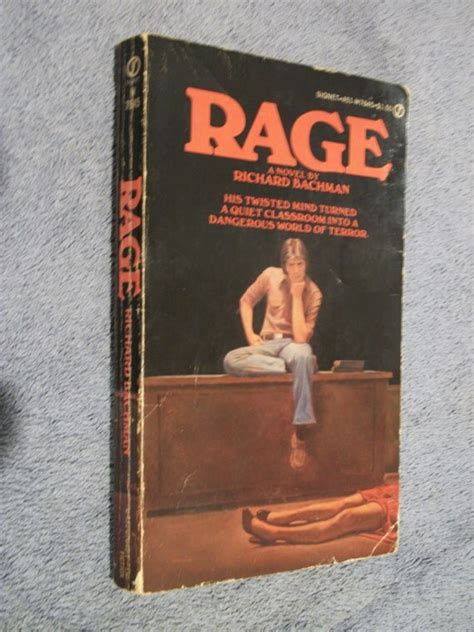 RAGE
A NOVEL BY
RICHARD BACHMAN
HIS TWISTED MIND TURNED
A QUIET CLASSROOM INTO A
DANGEROUS WORLD OF TERROR.
RAGE
RICHARD BACHMAN